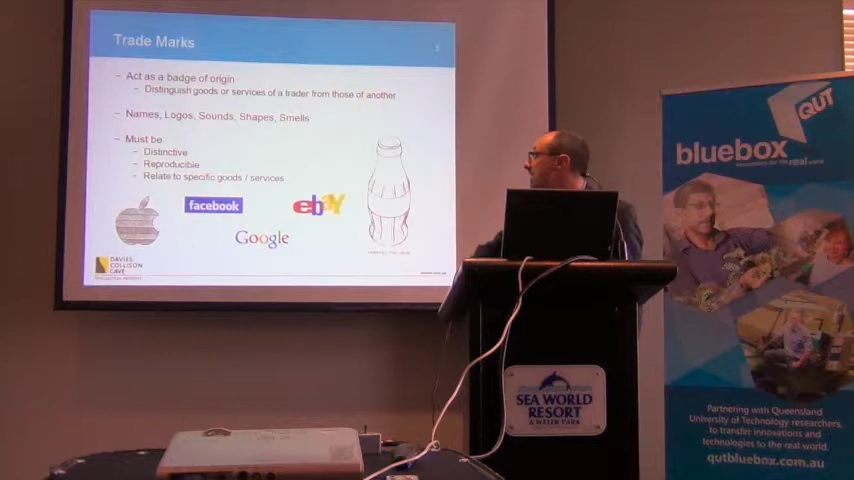 Trade Marks
– Act as a badge of origin
– Distinguish goods or services of a trader from those of another
– Names, Logos, Sounds, Shapes, Smells
– Must be
– Distinctive
– Reproducible
– Relate to specific goods / services
facebook
ebay
Google
DAVIES
COLLISON
CAVE
SEA WORLD
RESORT
& WATER PARK
QUT
bluebox
real world
Partnering with Queensland
University of Technology researchers,
to transfer innovations and
technologies to the real world.
qutbluebox.com.au